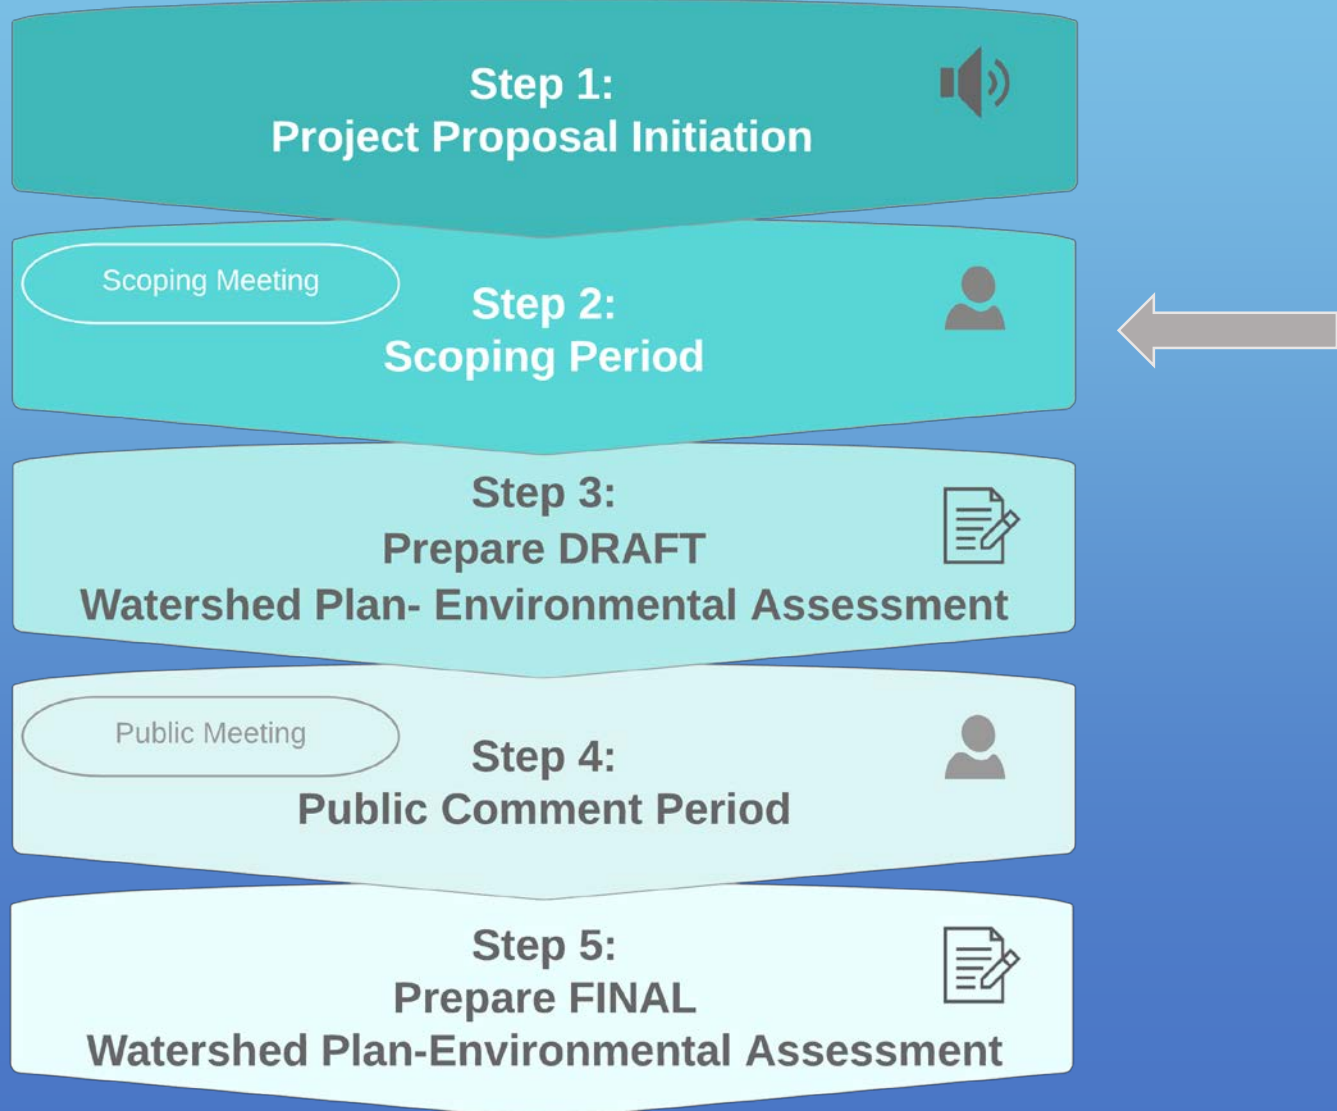 Step 1:
Project Proposal Initiation
Scoping Meeting
Step 2:
Scoping Period
Step 3:
Prepare DRAFT
Watershed Plan- Environmental Assessment
Public Meeting
Step 4:
Public Comment Period
Step 5:
Prepare FINAL
Watershed Plan-Environmental Assessment